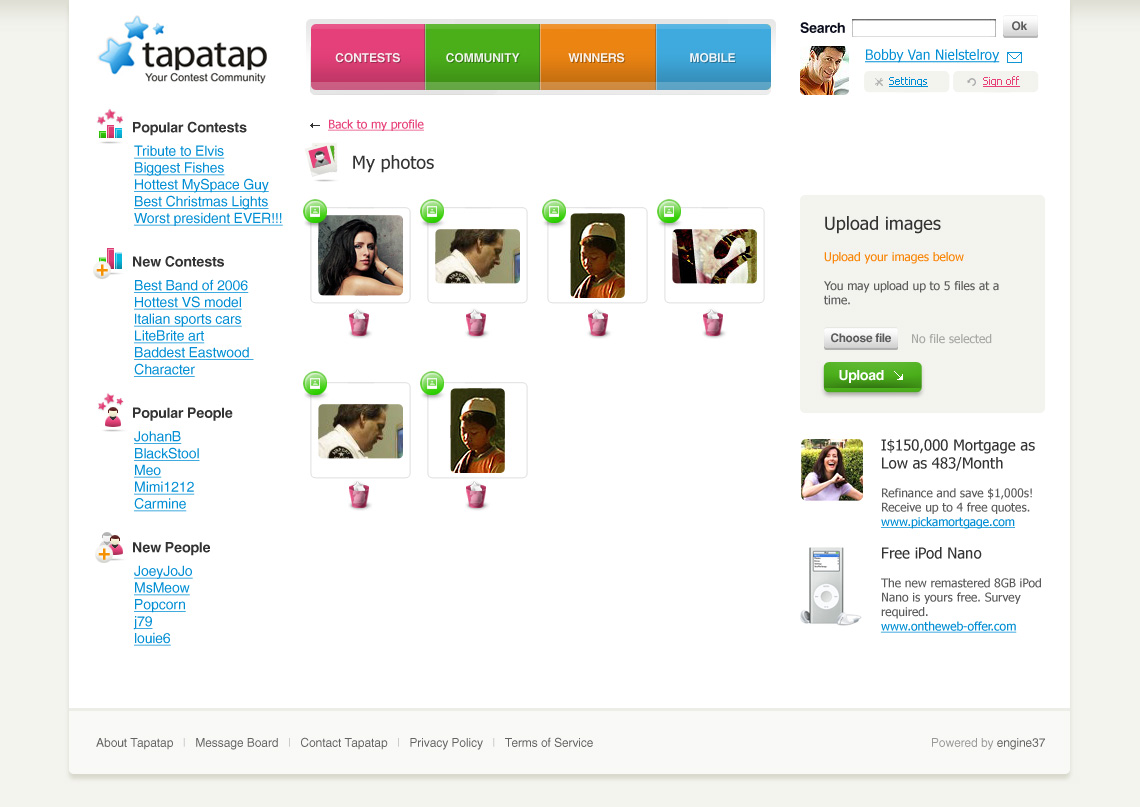 tapatap
Your Contest Community
CONTESTS
COMMUNITY
WINNERS
MOBILE
Search
Ok
Bobby Van Nielstelroy
Settings
Sign off
Popular Contests
Tribute to Elvis
Biggest Fishes
Hottest MySpace Guy
Best Christmas Lights
Worst president EVER!!!
New Contests
Best Band of 2006
Hottest VS model
Italian sports cars
LiteBrite art
Baddest Eastwood
Character
Popular People
JohanB
BlackStool
Meo
Mimi1212
Carmine
New People
JoeyJoJo
MsMeow
Popcorn
j79
louie6
← Back to my profile
My photos
Upload images
Upload your images below
You may upload up to 5 files at a
time.
Choose file
No file selected
Upload
I$150,000 Mortgage as
Low as 483/Month
Refinance and save $1,000s!
Receive up to 4 free quotes.
www.pickamortgage.com
Free iPod Nano
The new remastered 8GB iPod
Nano is yours free. Survey
required.
www.ontheweb-offer.com
About Tapatap | Message Board | Contact Tapatap | Privacy Policy | Terms of Service
Powered by engine37